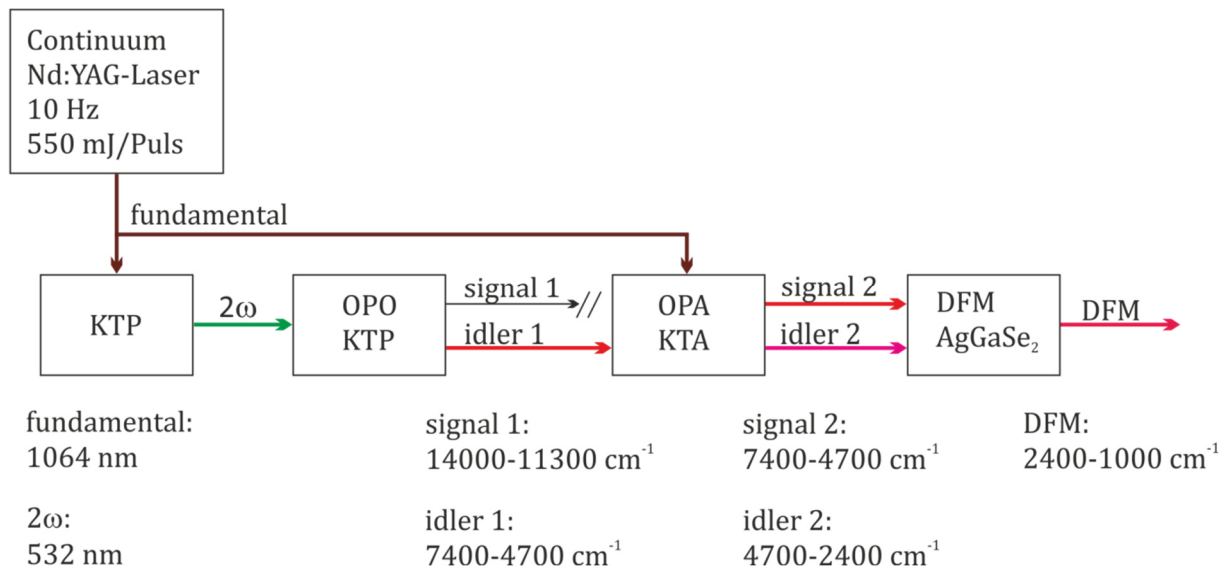 Continuum
Nd:YAG-Laser
10 Hz
550 mJ/Puls
fundamental
KTP
2ω
OPO
KTP
signal 1
idler 1
OPA
KTA
signal 2
idler 2
DFM
AgGaSe₂
DFM
fundamental:
1064 nm
2ω:
532 nm
signal 1:
14000-11300 cm⁻¹
idler 1:
7400-4700 cm⁻¹
signal 2:
7400-4700 cm⁻¹
idler 2:
4700-2400 cm⁻¹
DFM:
2400-1000 cm⁻¹